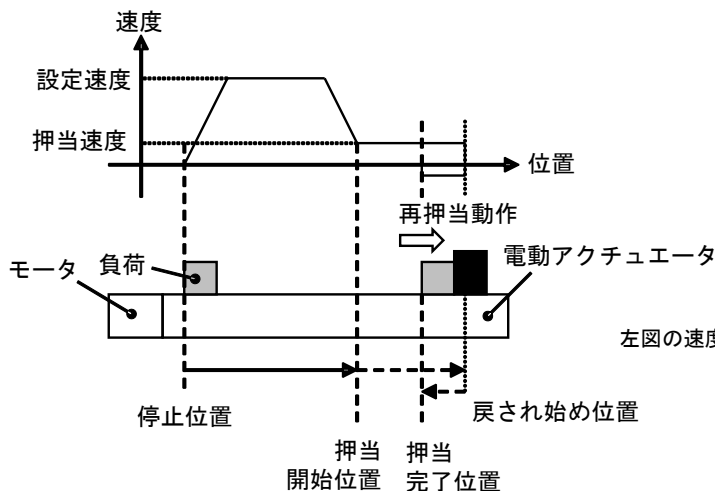 速度
設定速度
押当速度
位置
再押当動作
モータ
負荷
電動アクチュエータ
左図の速度
停止位置
戻され始め位置
押当
開始位置
押当
完了位置